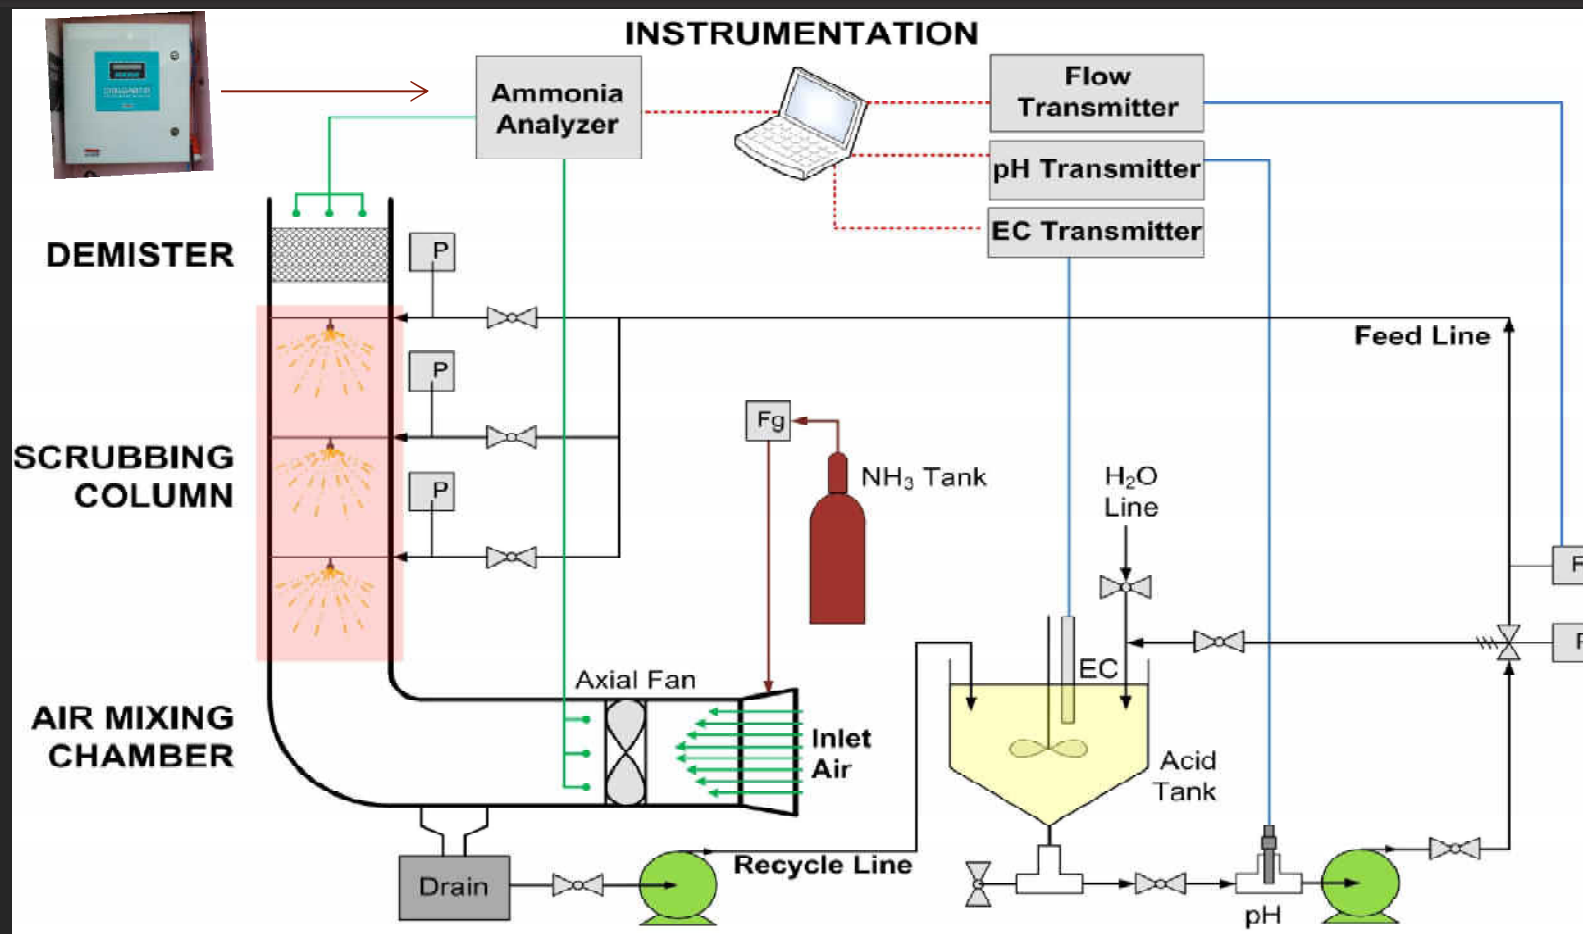 INSTRUMENTATION
Ammonia
Analyzer
Flow
Transmitter
pH Transmitter
EC Transmitter
DEMISTER
P
Feed Line
P
SCRUBBING
COLUMN
P
Fg
NH₃ Tank
H₂O
Line
EC
AIR MIXING
CHAMBER
Axial Fan
Inlet
Air
Acid
Tank
Drain
Recycle Line
pH